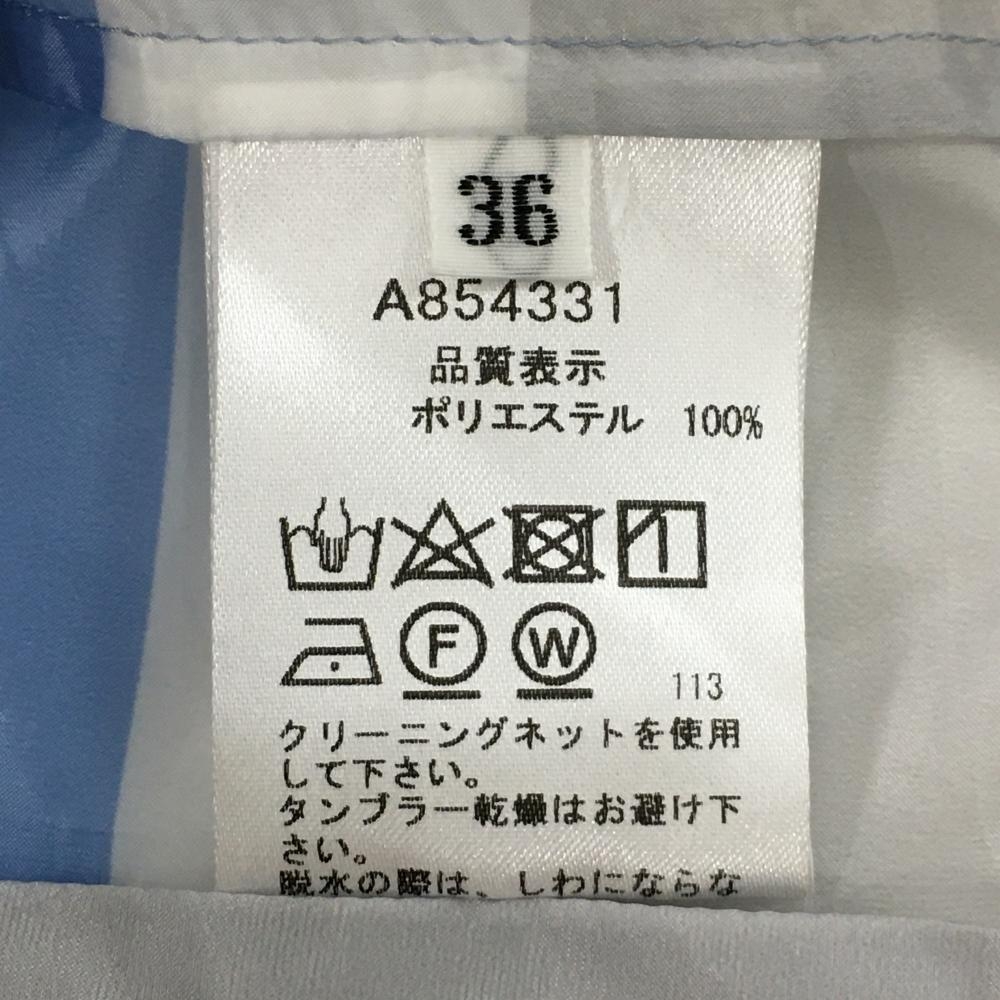 36
A854331
品質表示
ポリエステル 100%
F W
113
クリーニングネットを使用
して下さい。
タンブラー乾燥はお避け下
さい。
脱水の際は、しわにならな